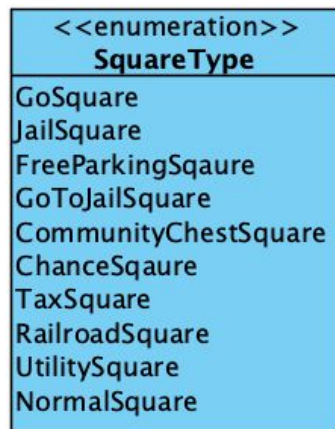 <<enumeration>>
SquareType
GoSquare
JailSquare
FreeParkingSqaure
GoToJailSquare
CommunityChestSquare
ChanceSqaure
TaxSquare
RailroadSquare
UtilitySquare
NormalSquare